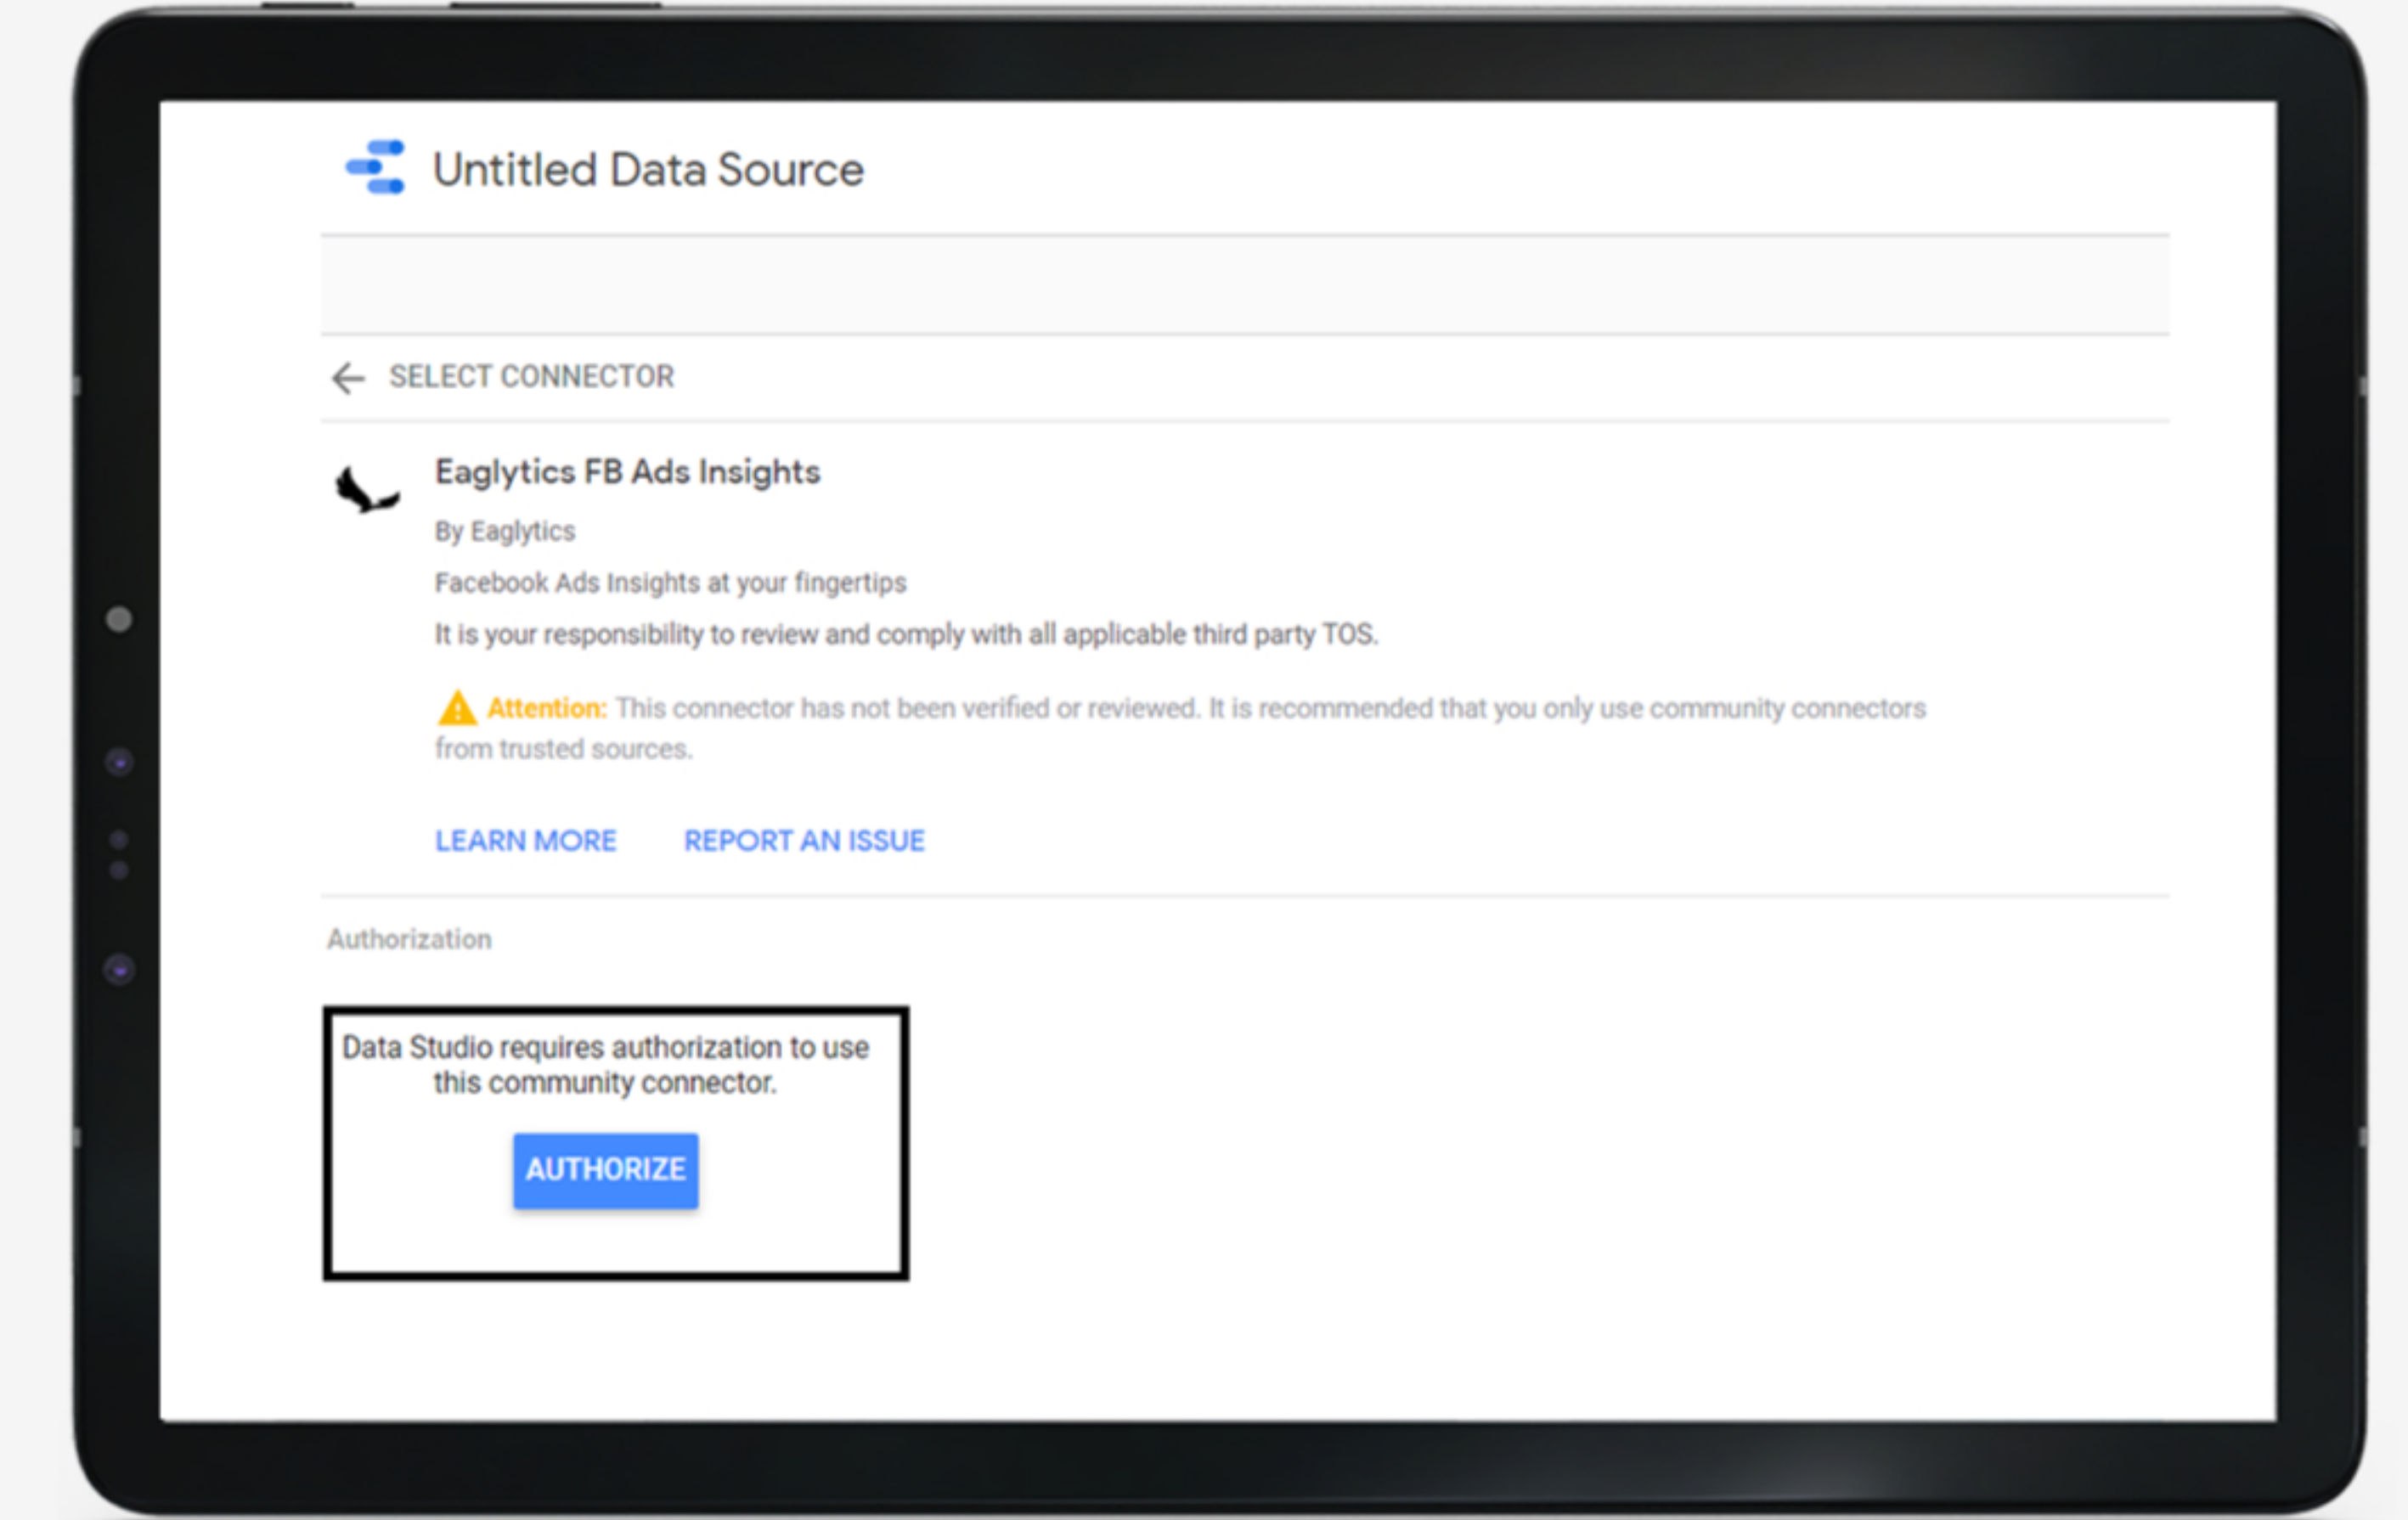 Untitled Data Source
SELECT CONNECTOR
Eaglytics FB Ads Insights
By Eaglytics
Facebook Ads Insights at your fingertips
It is your responsibility to review and comply with all applicable third party TOS.
Attention: This connector has not been verified or reviewed. It is recommended that you only use community connectors
from trusted sources.
LEARN MORE REPORT AN ISSUE
Authorization
Data Studio requires authorization to use
this community connector.
AUTHORIZE